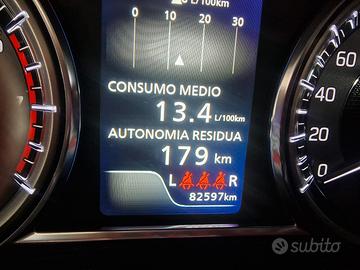 L/100km
0 10 20 30
CONSUMO MEDIO
13.4 L/100km
AUTONOMIA RESIDUA
179 km
L R
82597km
60
40
20
0
subito